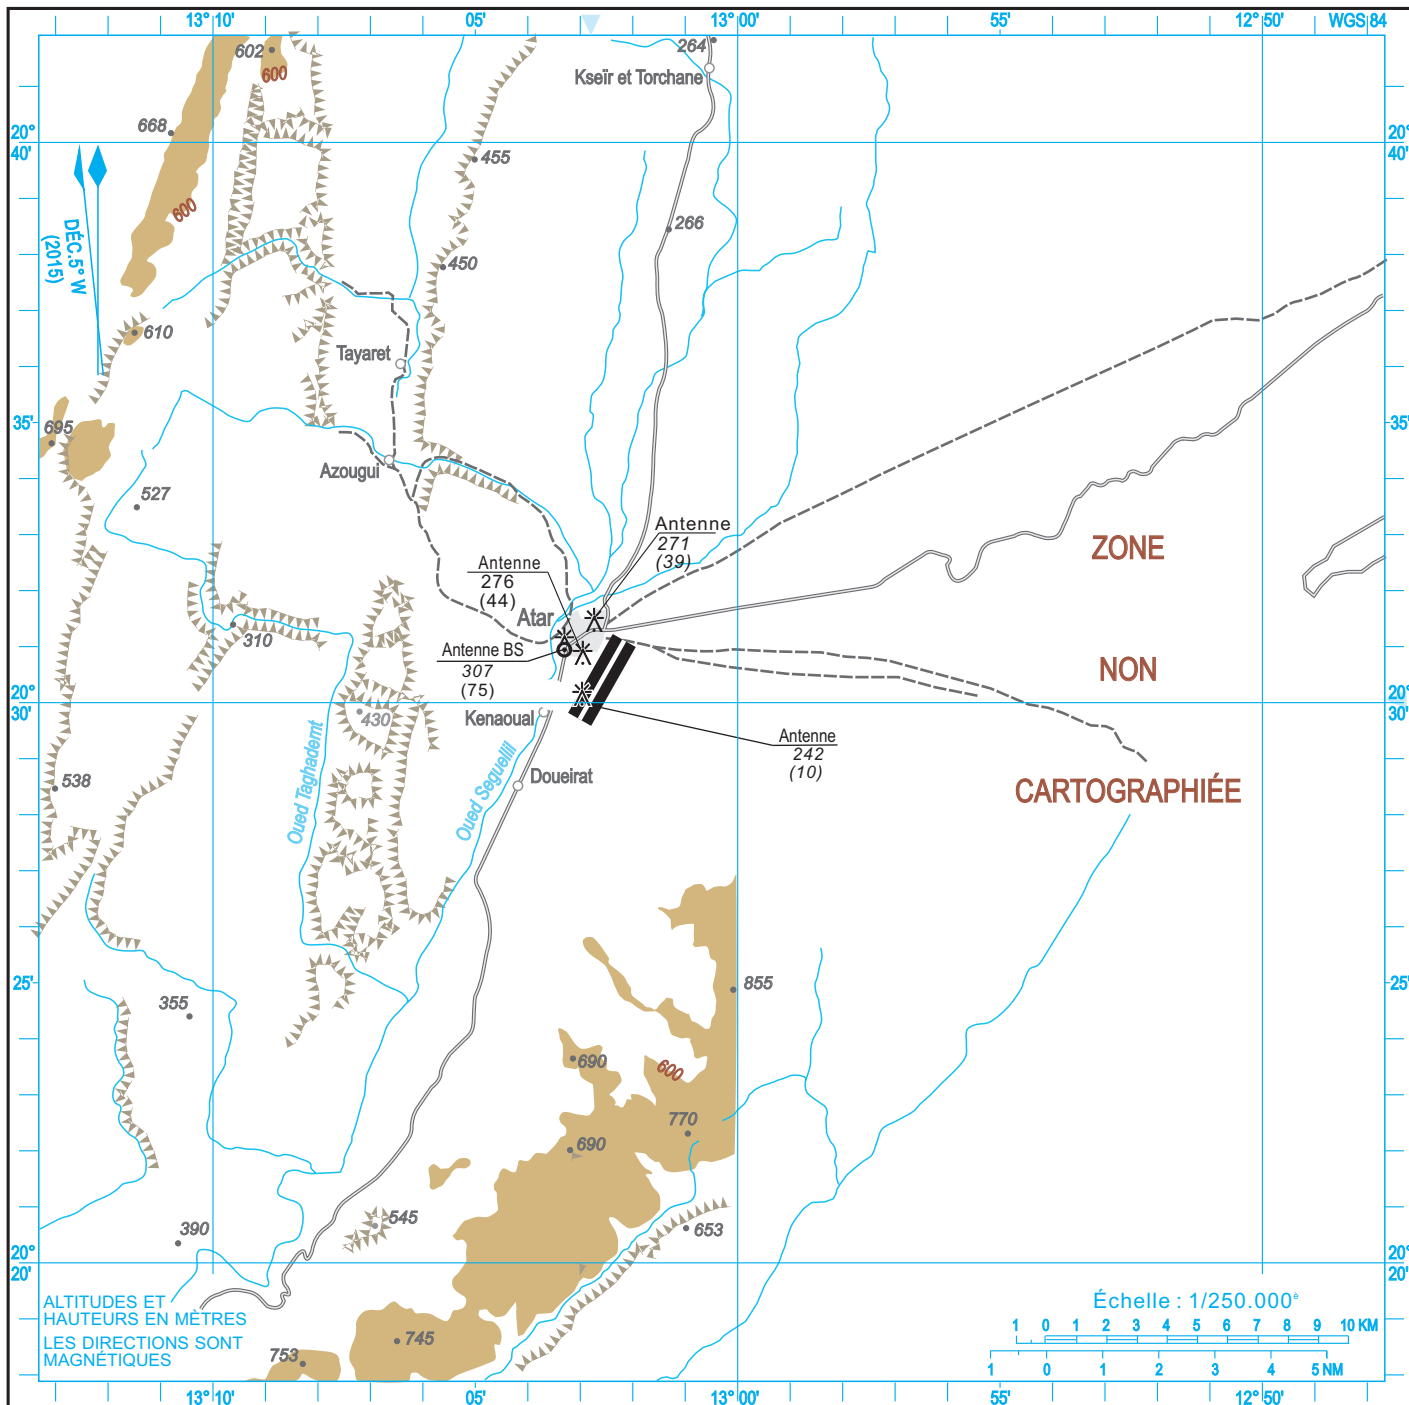 13°10'
05'
13°00'
55'
12°50'
WGS 84
602
600
264
Kseïr et Torchane
668
20°
40'
20°
40'
455
600
DÉC.5° W
(2015)
266
450
610
Tayaret
35'
35'
695
Azougui
527
Antenne
271
(39)
ZONE
Antenne
276
(44)
Atar
310
Antenne BS
307
(75)
NON
20°
30'
20°
30'
430
Kenaoual
Antenne
242
(10)
Oued Taghademt
Oued Seguellil
Doueirat
538
CARTOGRAPHIÉE
25'
25'
855
355
690
600
770
690
545
653
390
20°
20'
20°
20'
ALTITUDES ET
HAUTEURS EN MÈTRES
LES DIRECTIONS SONT
MAGNÉTIQUES
745
753
Échelle : 1/250.000è
1 0 1 2 3 4 5 6 7 8 9 10 KM
1 0 1 2 3 4 5 NM
13°10'
05'
13°00'
55'
12°50'